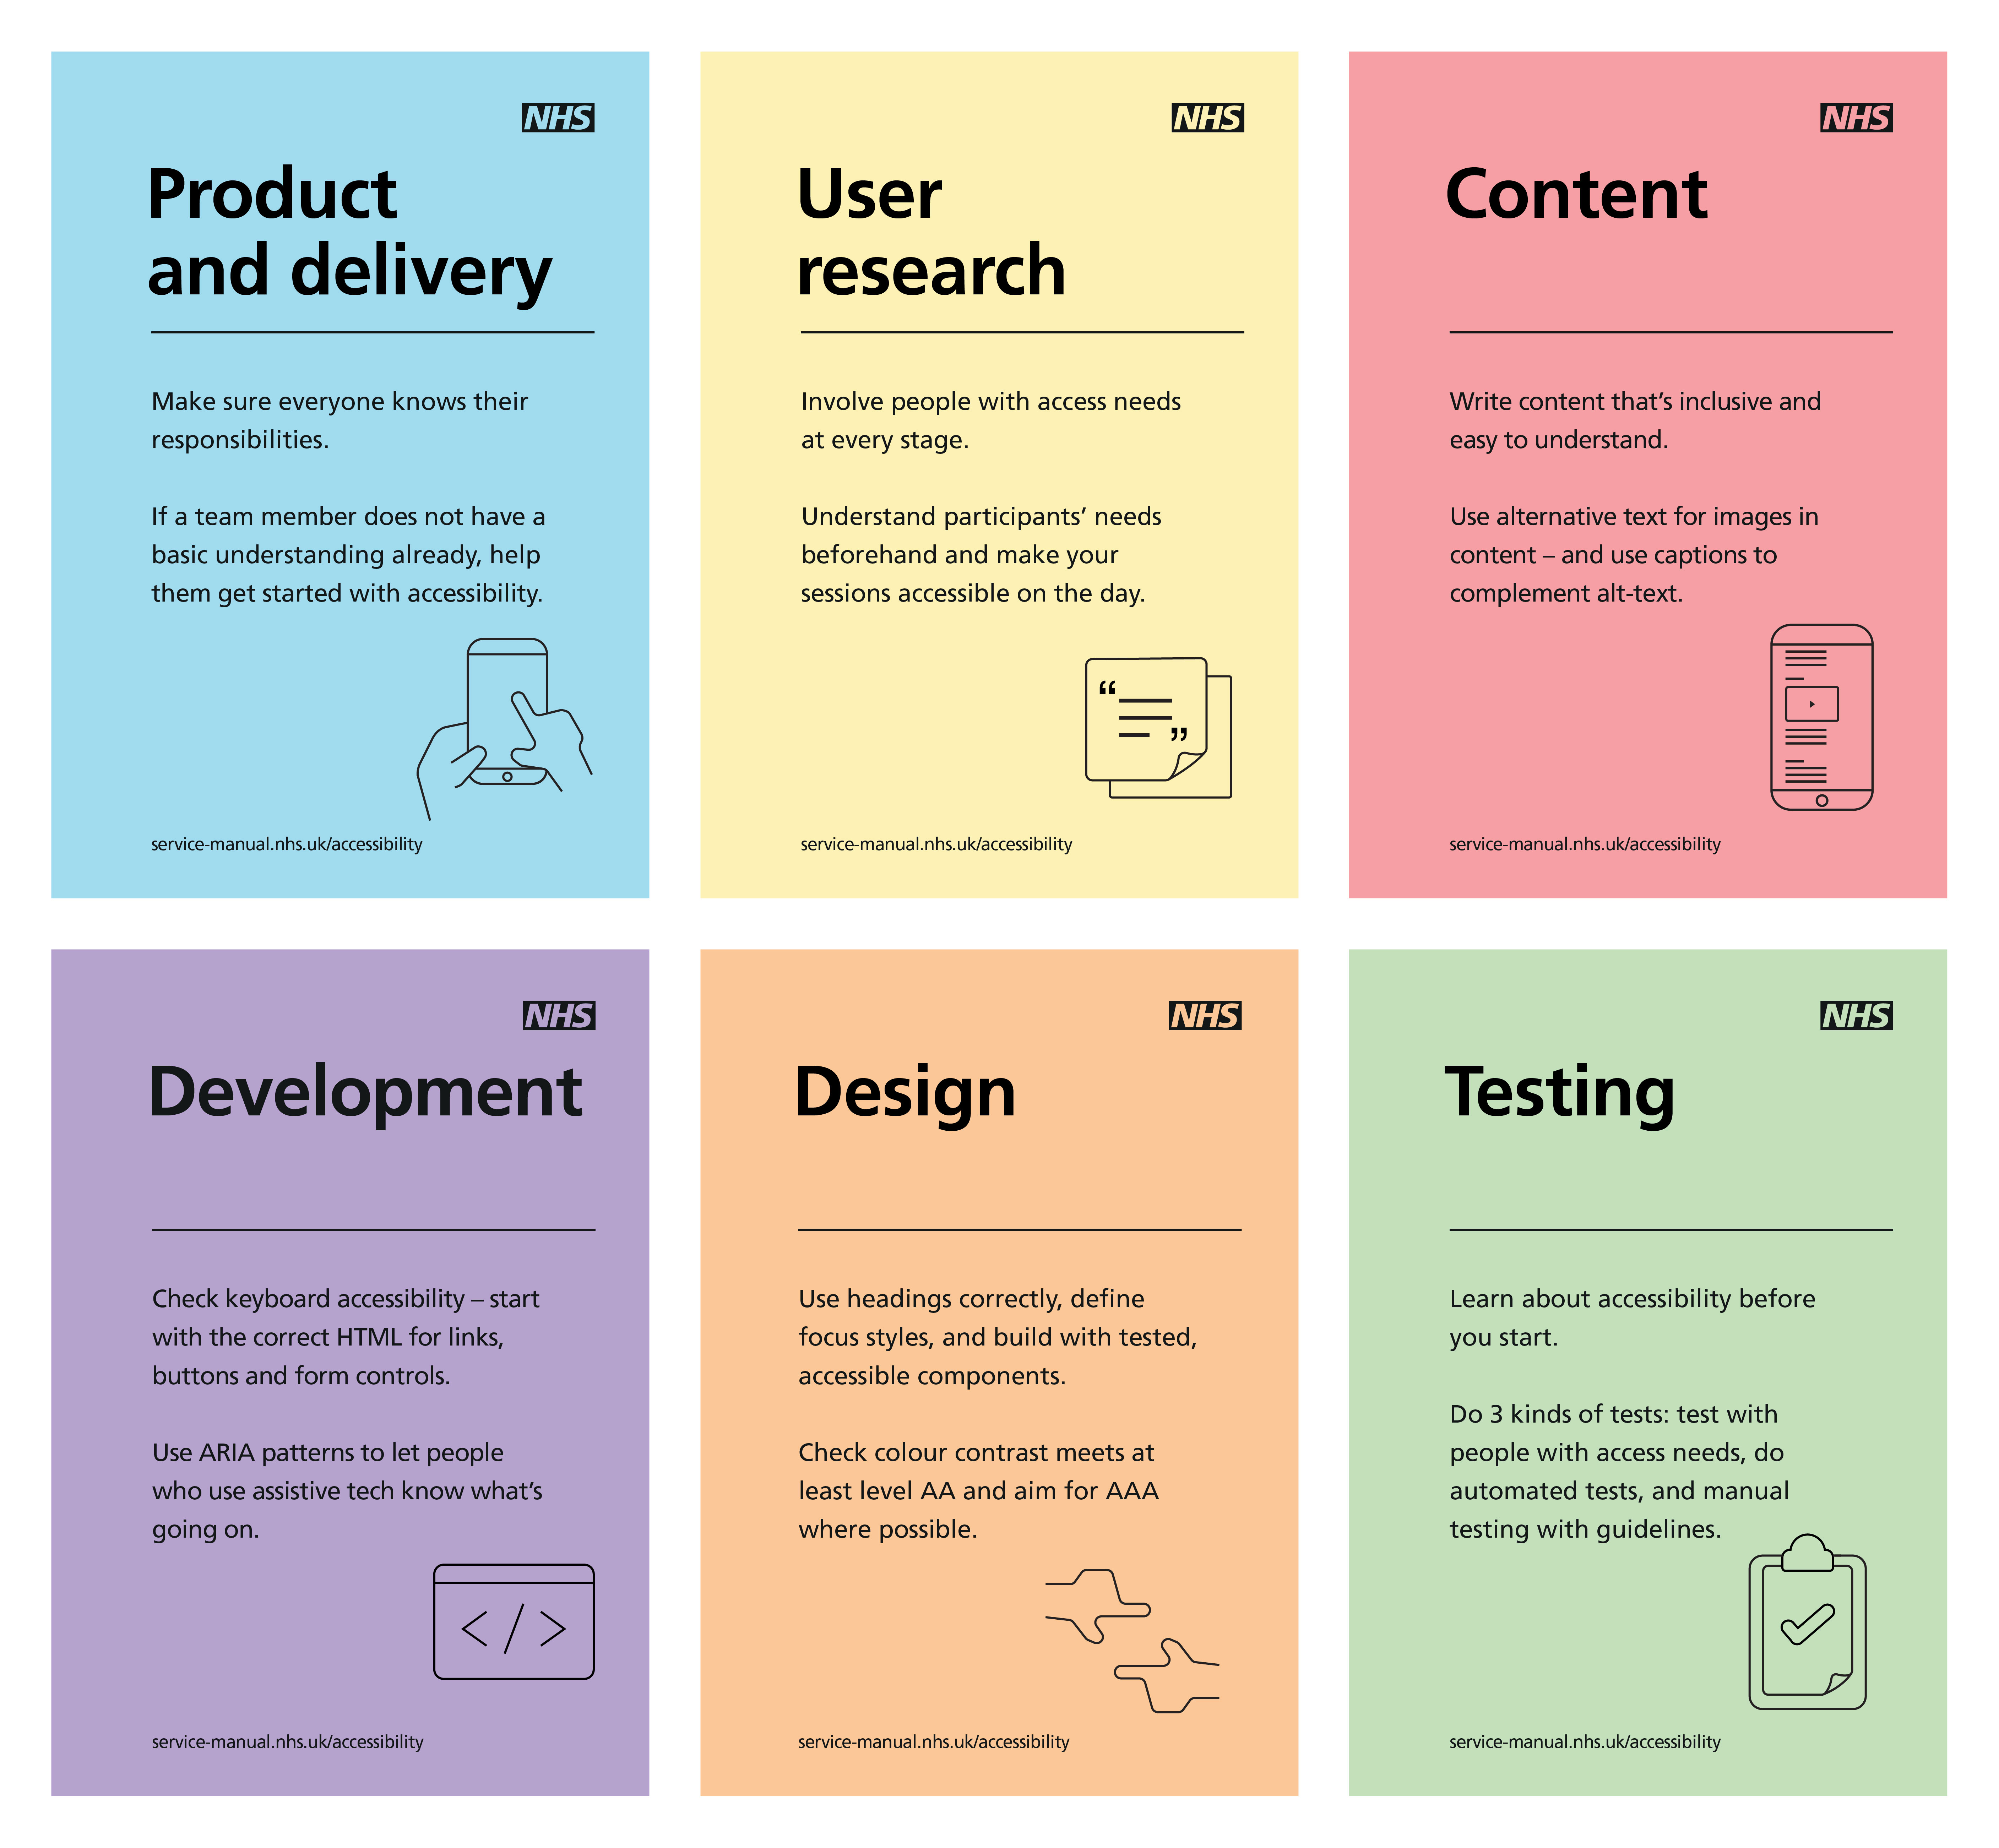 NHS
Product
and delivery
Make sure everyone knows their
responsibilities.
If a team member does not have a
basic understanding already, help
them get started with accessibility.
service-manual.nhs.uk/accessibility
NHS
User
research
Involve people with access needs
at every stage.
Understand participants’ needs
beforehand and make your
sessions accessible on the day.
“
”
service-manual.nhs.uk/accessibility
NHS
Content
Write content that’s inclusive and
easy to understand.
Use alternative text for images in
content – and use captions to
complement alt-text.
service-manual.nhs.uk/accessibility
NHS
Development
Check keyboard accessibility – start
with the correct HTML for links,
buttons and form controls.
Use ARIA patterns to let people
who use assistive tech know what’s
going on.
</>
service-manual.nhs.uk/accessibility
NHS
Design
Use headings correctly, define
focus styles, and build with tested,
accessible components.
Check colour contrast meets at
least level AA and aim for AAA
where possible.
service-manual.nhs.uk/accessibility
NHS
Testing
Learn about accessibility before
you start.
Do 3 kinds of tests: test with
people with access needs, do
automated tests, and manual
testing with guidelines.
service-manual.nhs.uk/accessibility